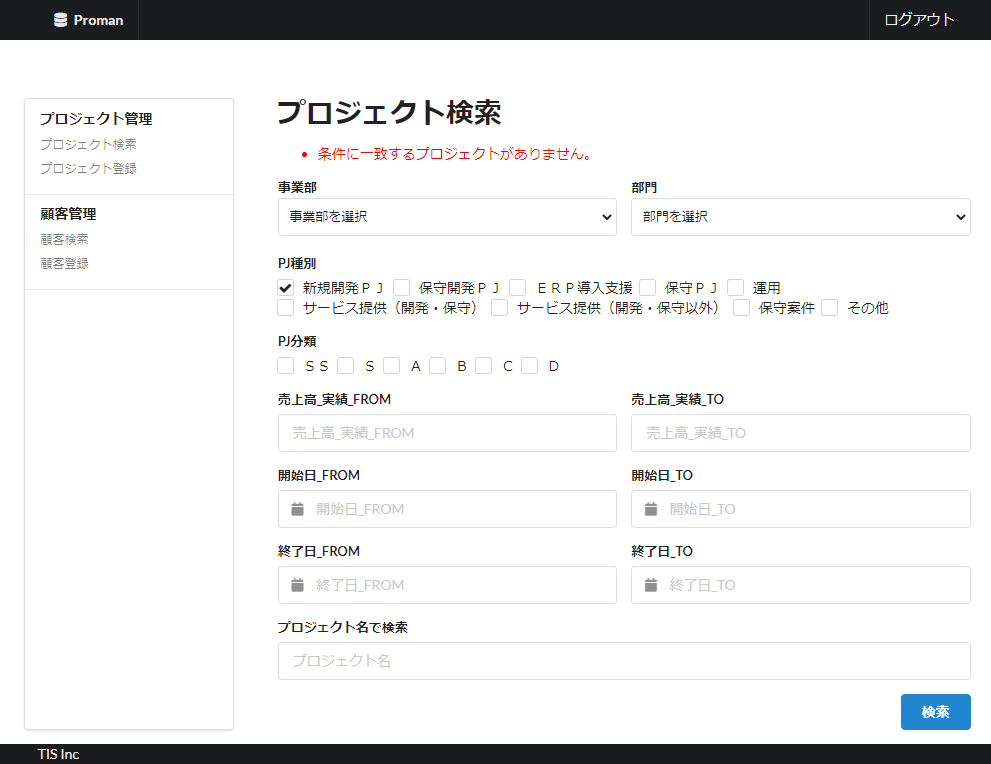 Proman ログアウト
プロジェクト管理
プロジェクト検索
プロジェクト登録
顧客管理
顧客検索
顧客登録
プロジェクト検索
条件に一致するプロジェクトがありません。
事業部 部門
事業部を選択 部門を選択
PJ種別
新規開発ＰＪ 保守開発ＰＪ ＥＲＰ導入支援 保守ＰＪ 運用
サービス提供（開発・保守） サービス提供（開発・保守以外） 保守案件 その他
PJ分類
ＳＳ Ｓ Ａ Ｂ Ｃ Ｄ
売上高_実績_FROM 売上高_実績_TO
売上高_実績_FROM 売上高_実績_TO
開始日_FROM 開始日_TO
開始日_FROM 開始日_TO
終了日_FROM 終了日_TO
終了日_FROM 終了日_TO
プロジェクト名で検索
プロジェクト名
検索
TIS Inc